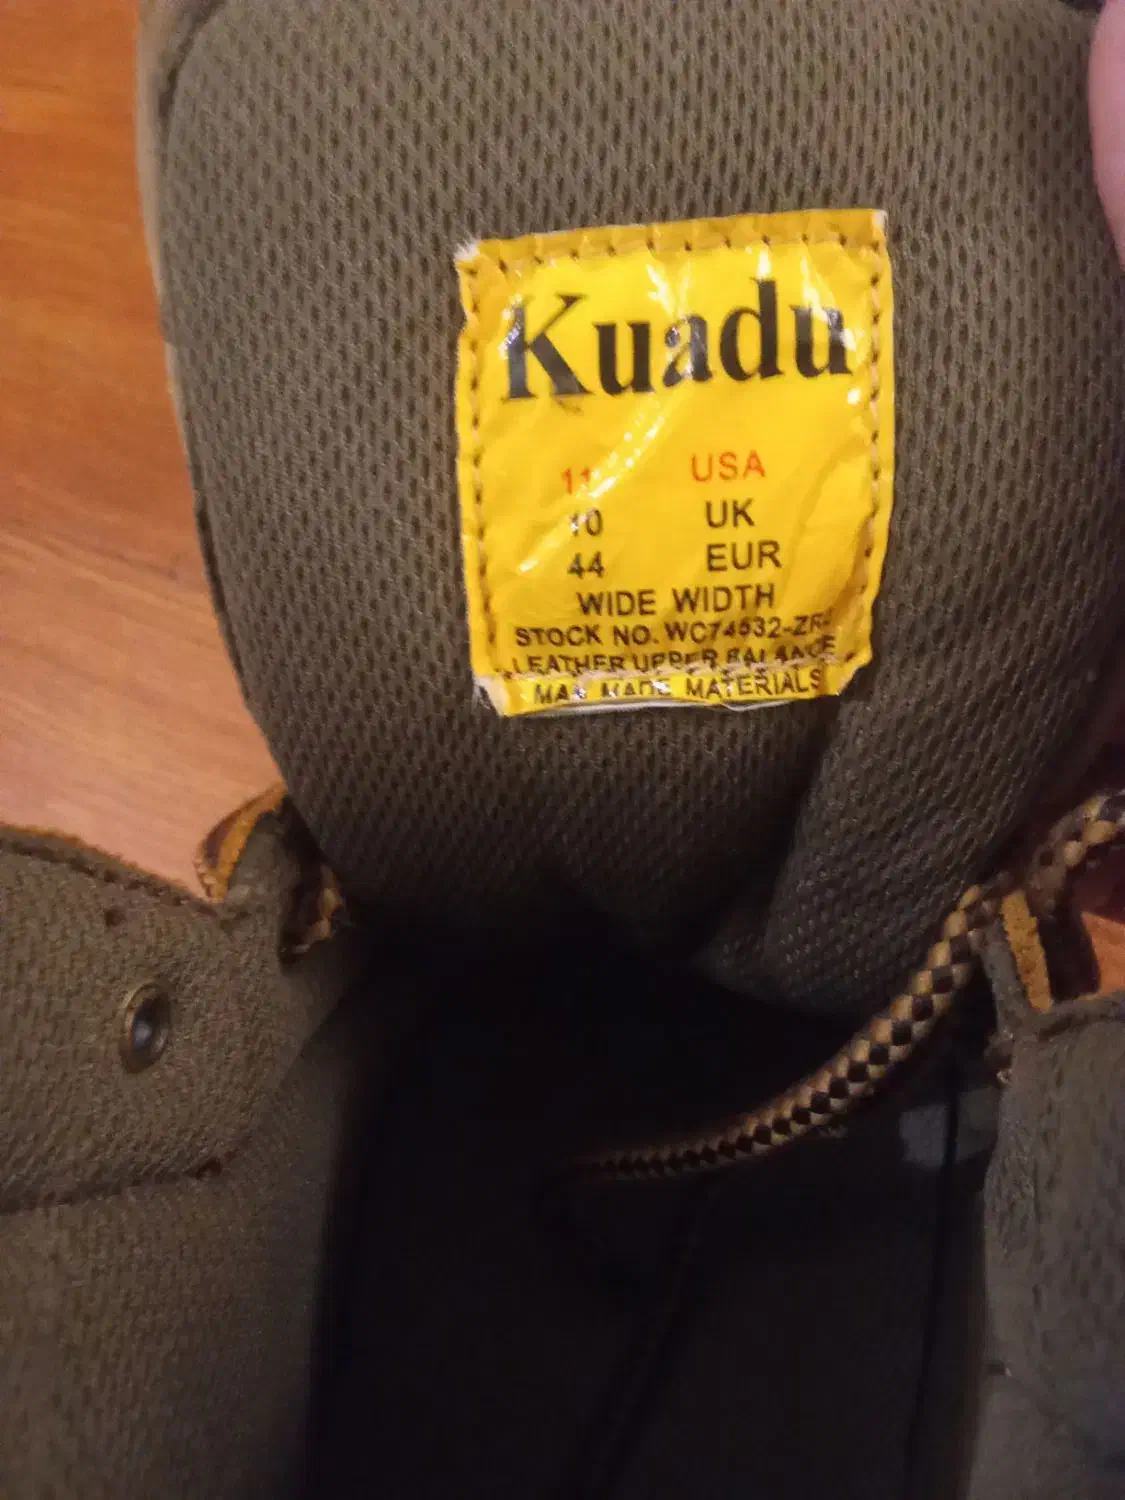 Kuadu
11 USA
10 UK
44 EUR
WIDE WIDTH
STOCK NO. WC74532-ZR
LEATHER UPPER BALANCE
MAN MADE MATERIALS